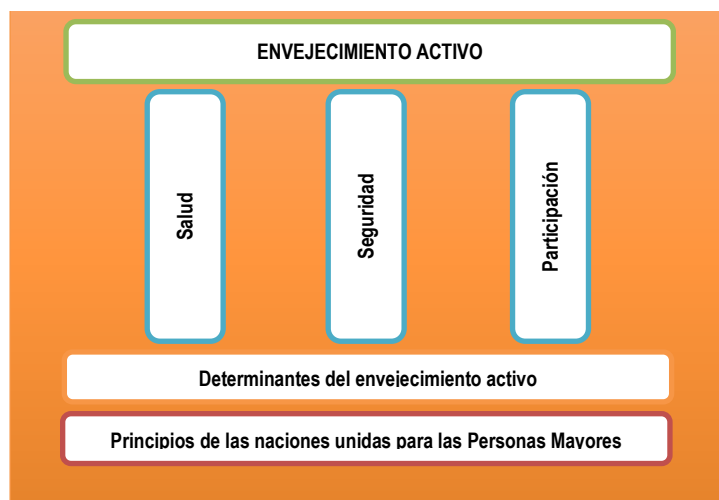 ENVEJECIMIENTO ACTIVO
Salud
Seguridad
Participación
Determinantes del envejecimiento activo
Principios de las naciones unidas para las Personas Mayores